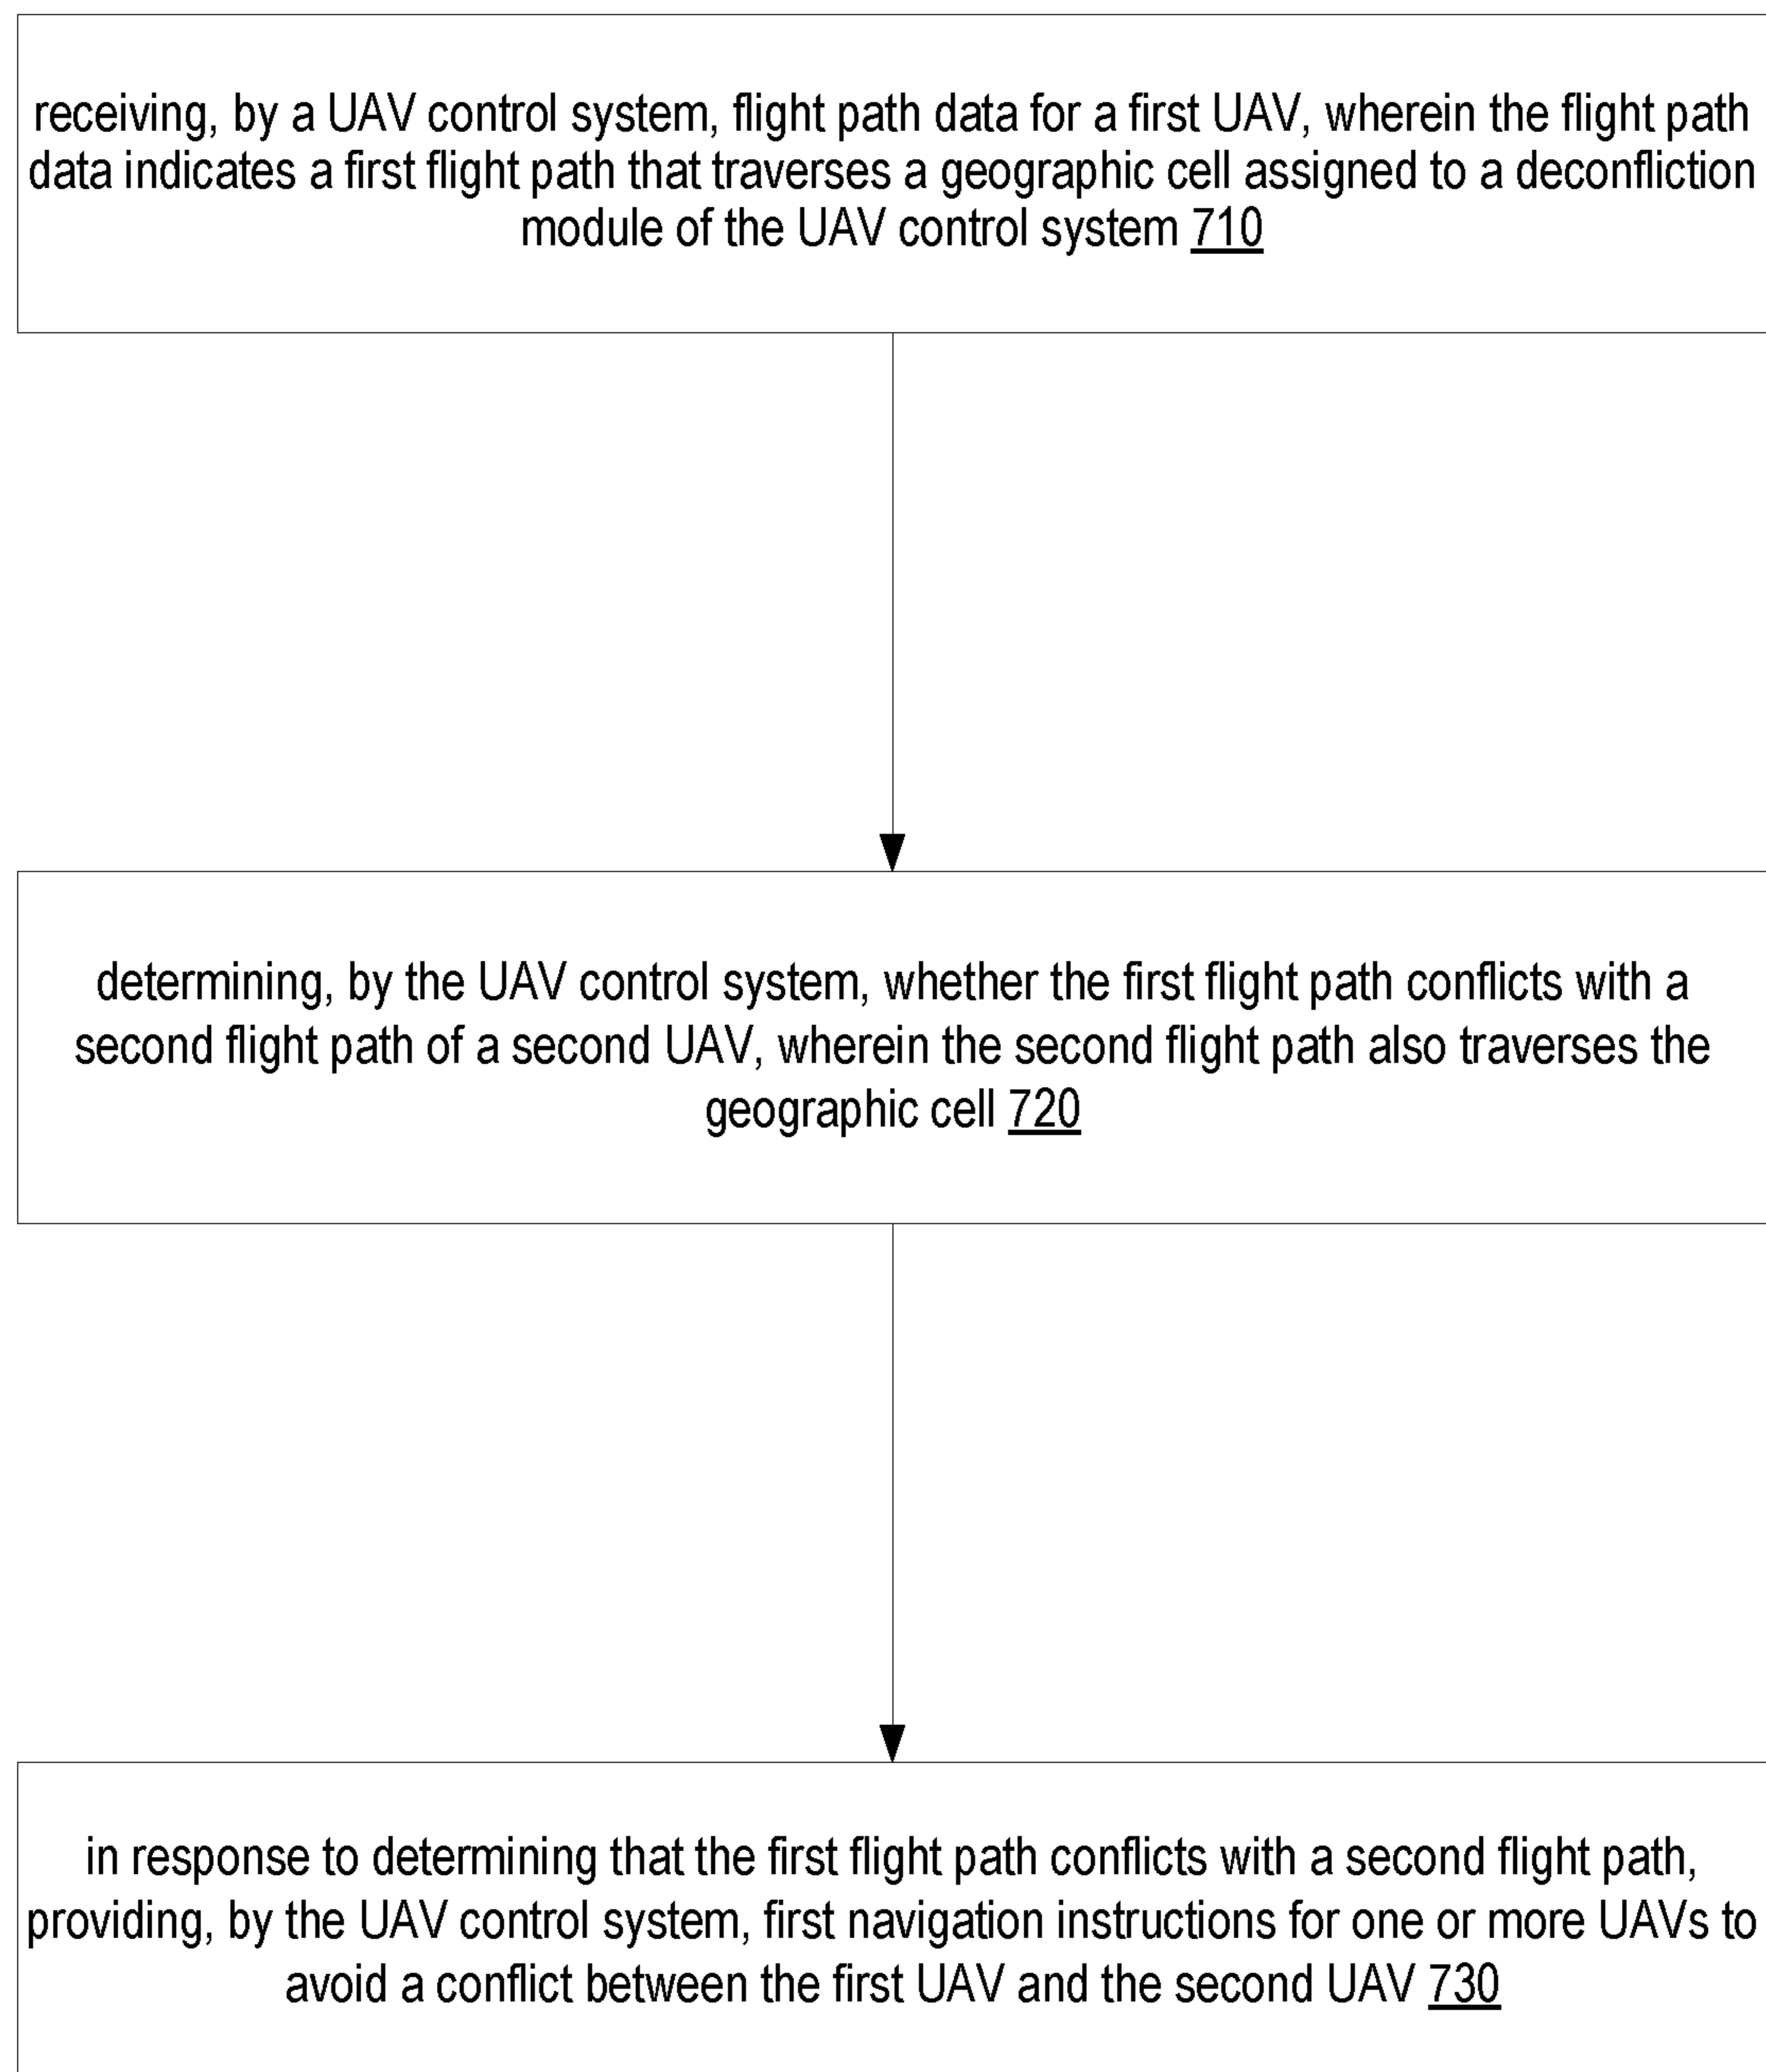 receiving, by a UAV control system, flight path data for a first UAV, wherein the flight path
data indicates a first flight path that traverses a geographic cell assigned to a deconfliction
module of the UAV control system 710
determining, by the UAV control system, whether the first flight path conflicts with a
second flight path of a second UAV, wherein the second flight path also traverses the
geographic cell 720
in response to determining that the first flight path conflicts with a second flight path,
providing, by the UAV control system, first navigation instructions for one or more UAVs to
avoid a conflict between the first UAV and the second UAV 730